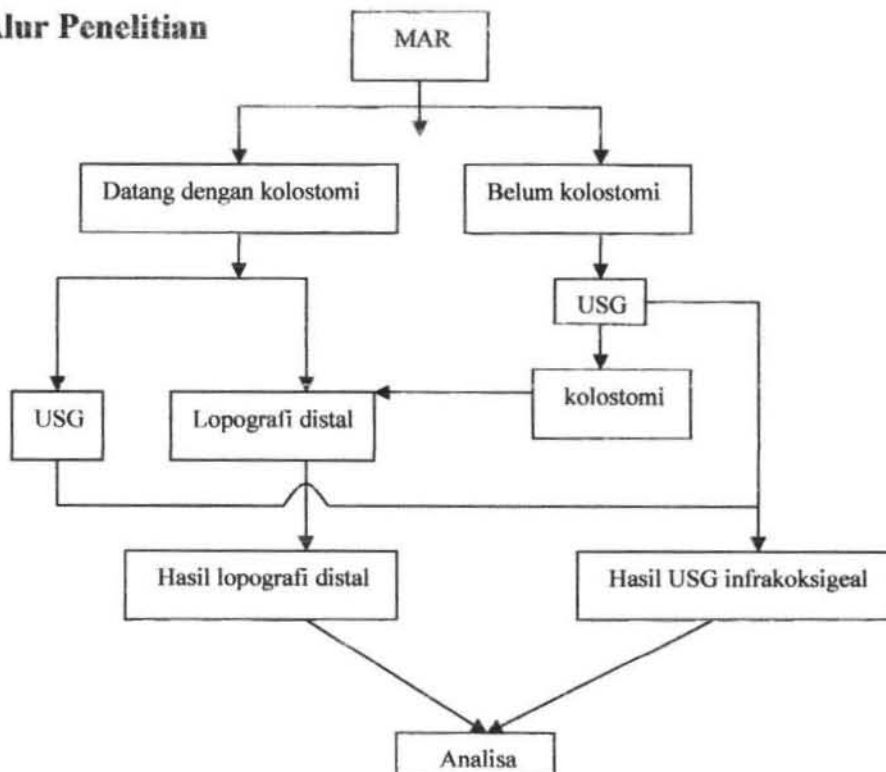 Alur Penelitian
MAR
Datang dengan kolostomi
Belum kolostomi
USG
kolostomi
USG
Lopografi distal
Hasil lopografi distal
Hasil USG infrakoksigeal
Analisa